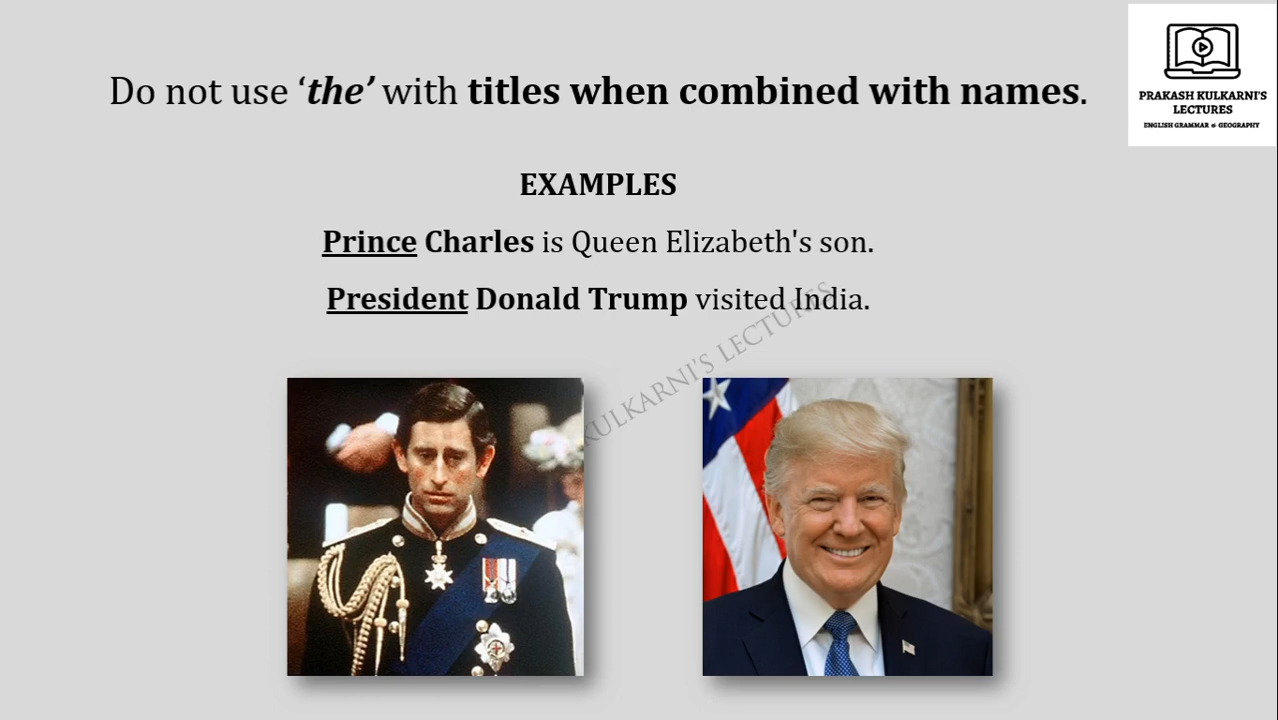 Do not use ‘the’ with titles when combined with names.
PRAKASH KULKARNI'S
LECTURES
ENGLISH GRAMMAR & GEOGRAPHY
EXAMPLES
Prince Charles is Queen Elizabeth's son.
President Donald Trump visited India.
KULKARNI'S LECTURES